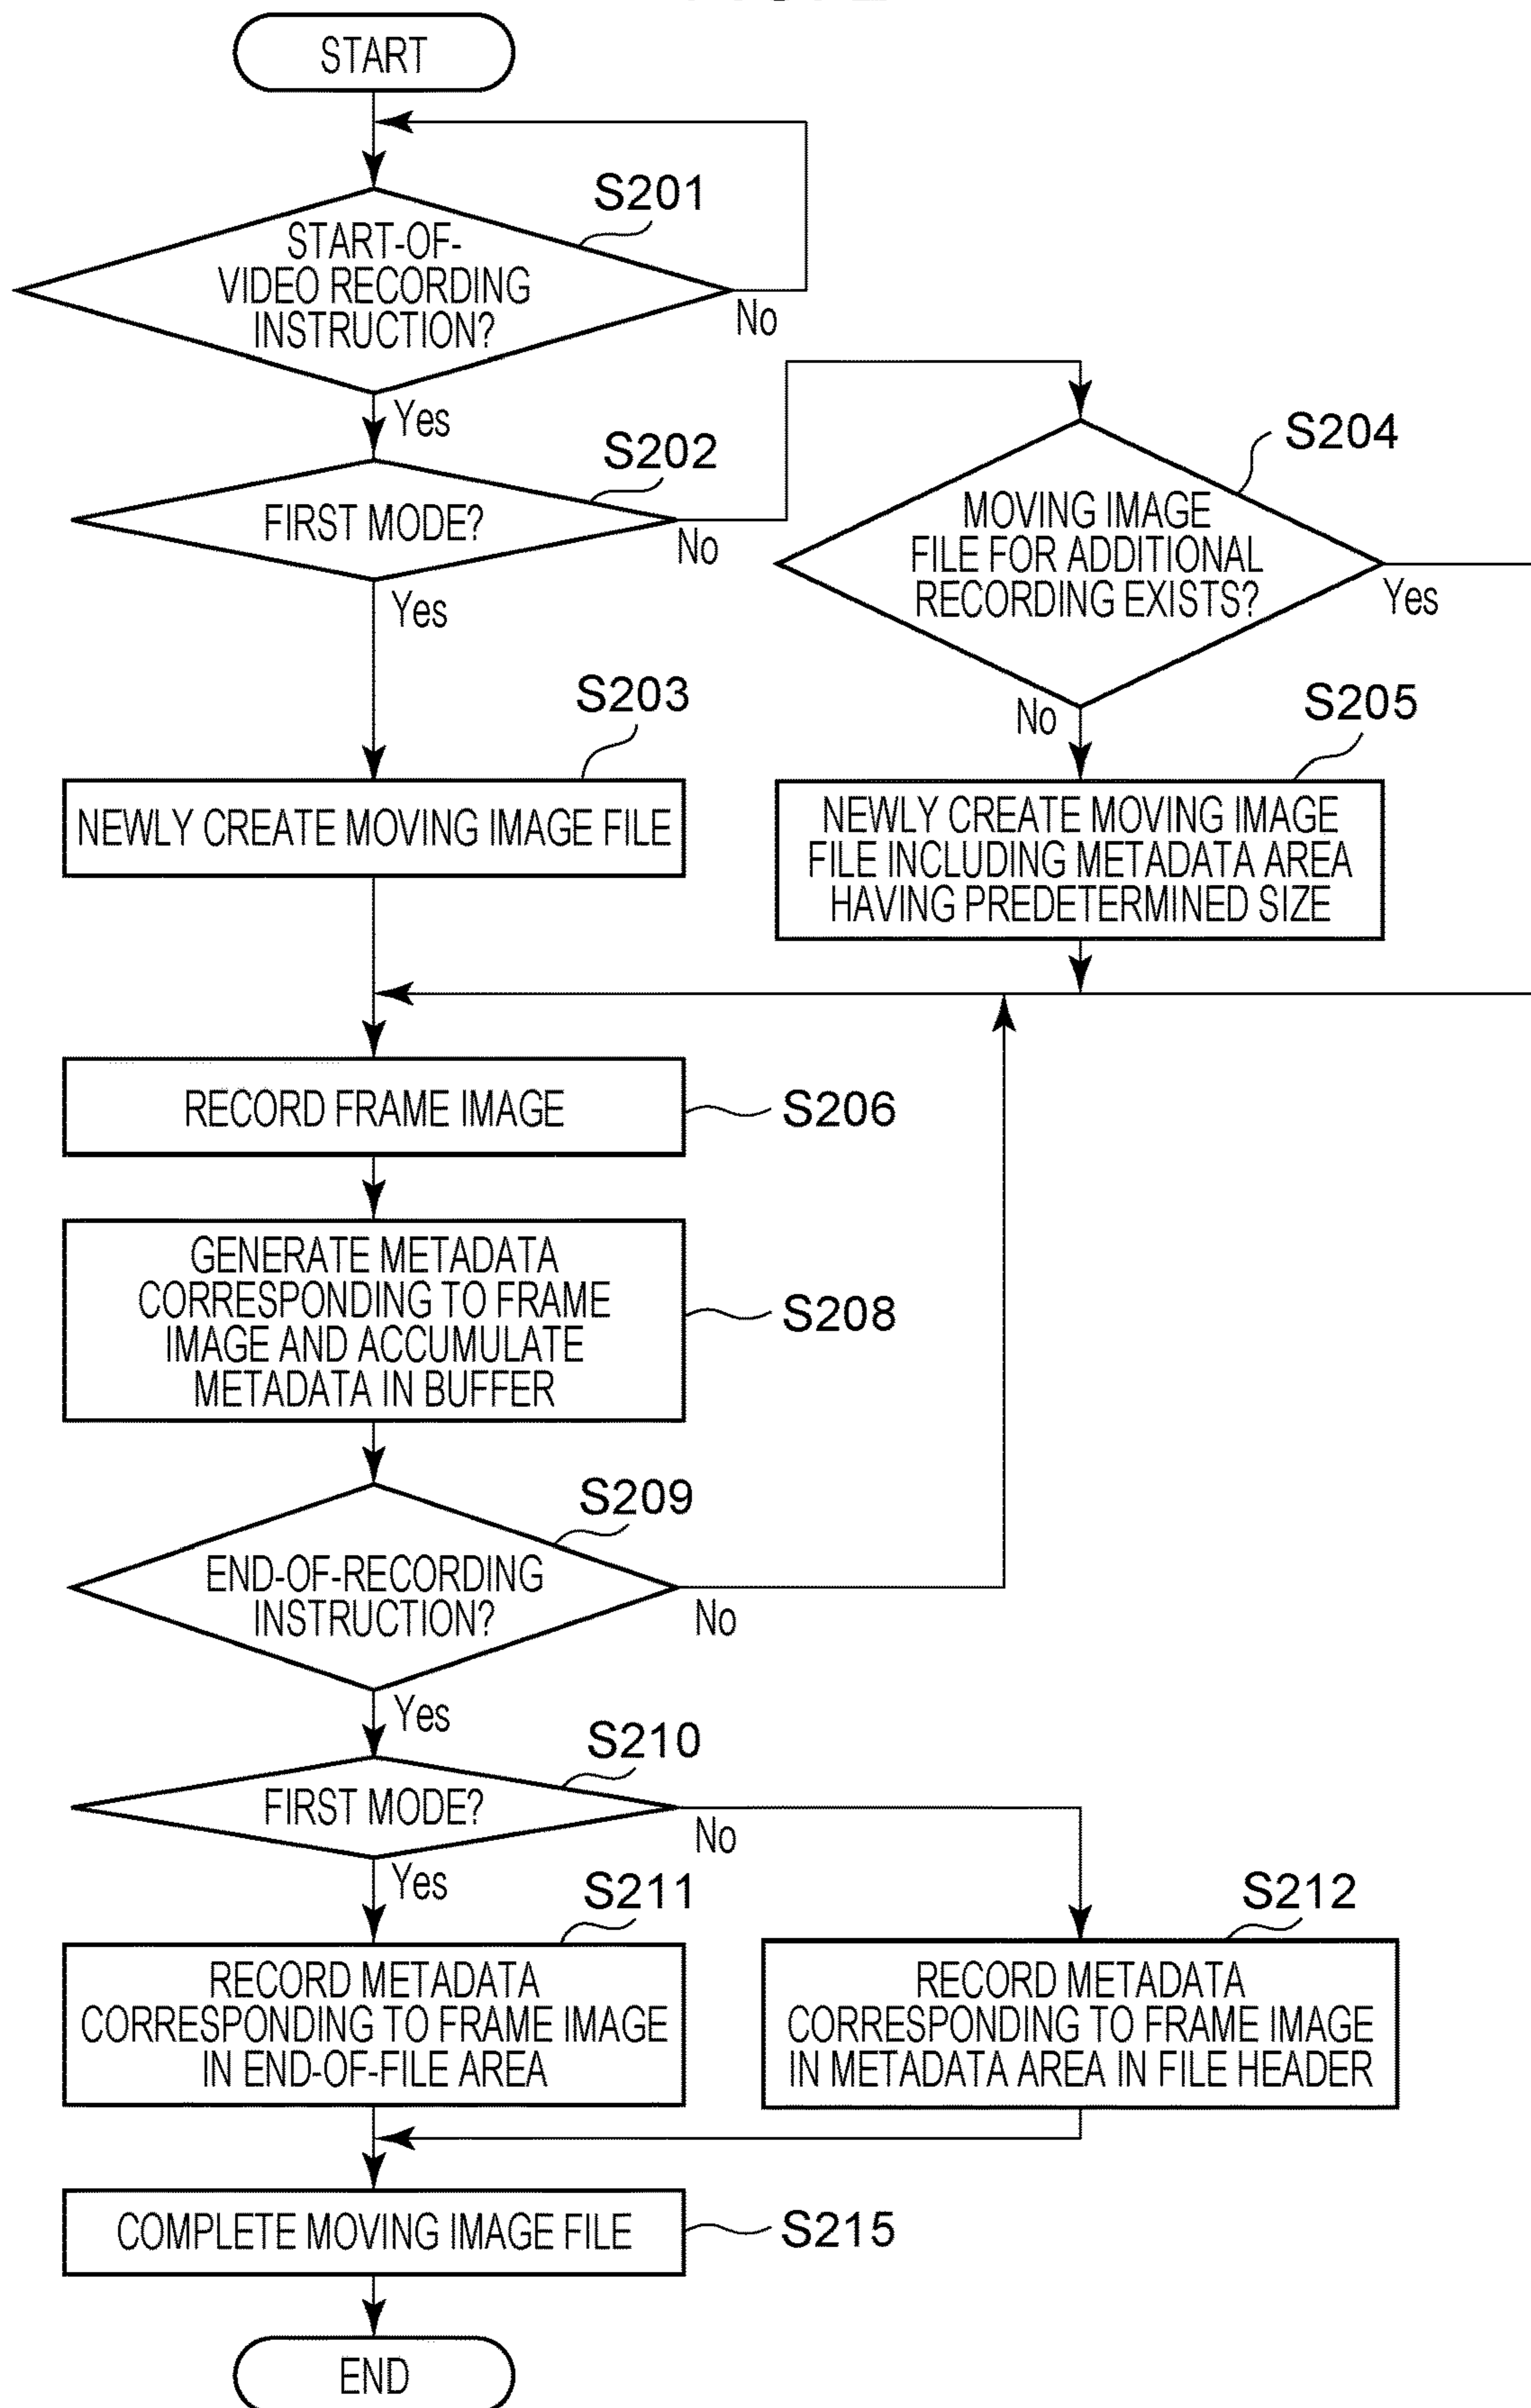 START
S201
START-OF-
VIDEO RECORDING
INSTRUCTION?
No
Yes
S202
FIRST MODE?
No
Yes
S204
MOVING IMAGE
FILE FOR ADDITIONAL
RECORDING EXISTS?
Yes
No
S203
NEWLY CREATE MOVING IMAGE FILE
S205
NEWLY CREATE MOVING IMAGE
FILE INCLUDING METADATA AREA
HAVING PREDETERMINED SIZE
RECORD FRAME IMAGE
S206
GENERATE METADATA
CORRESPONDING TO FRAME
IMAGE AND ACCUMULATE
METADATA IN BUFFER
S208
S209
END-OF-RECORDING
INSTRUCTION?
No
Yes
S210
FIRST MODE?
No
Yes
S211
RECORD METADATA
CORRESPONDING TO FRAME IMAGE
IN END-OF-FILE AREA
S212
RECORD METADATA
CORRESPONDING TO FRAME IMAGE
IN METADATA AREA IN FILE HEADER
COMPLETE MOVING IMAGE FILE
S215
END